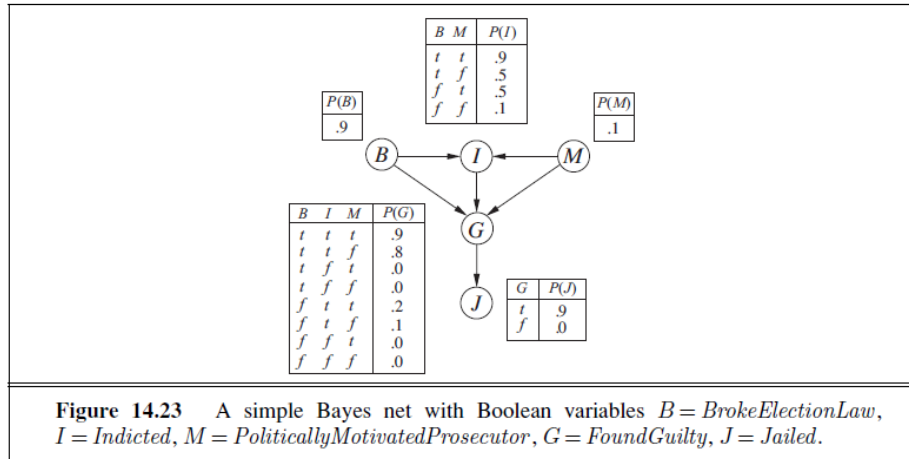 B M P(I)
t t .9
t f .5
f t .5
f f .1
P(B)
.9
P(M)
.1
B
I
M
B I M P(G)
t t t .9
t t f .8
t f t .0
t f f .0
f t t .2
f t f .1
f f t .0
f f f .0
G
J
G P(J)
t .9
f .0
Figure 14.23 A simple Bayes net with Boolean variables B = BrokeElectionLaw,
I = Indicted, M = PoliticallyMotivatedProsecutor, G = FoundGuilty, J = Jailed.